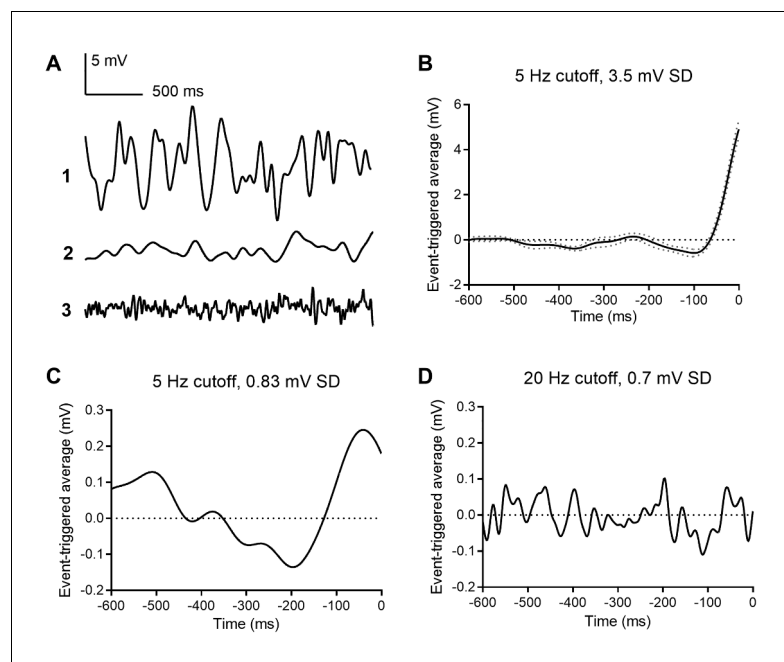 A
5 mV
500 ms
1
2
3
B
5 Hz cutoff, 3.5 mV SD
Event-triggered average (mV)
6
4
2
0
-2
-600 -500 -400 -300 -200 -100 0
Time (ms)
C
5 Hz cutoff, 0.83 mV SD
Event-triggered average (mV)
0.3
0.2
0.1
0.0
-0.1
-0.2
-600 -500 -400 -300 -200 -100 0
Time (ms)
D
20 Hz cutoff, 0.7 mV SD
Event-triggered average (mV)
0.3
0.2
0.1
0.0
-0.1
-0.2
-600 -500 -400 -300 -200 -100 0
Time (ms)